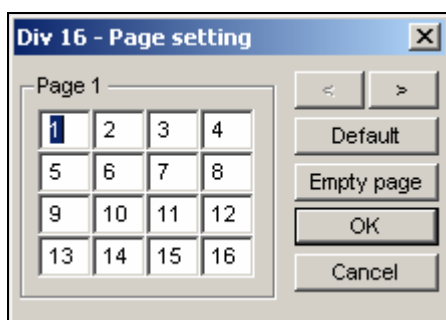 Div 16 - Page setting
Page 1
1 2 3 4
5 6 7 8
9 10 11 12
13 14 15 16
< >
Default
Empty page
OK
Cancel